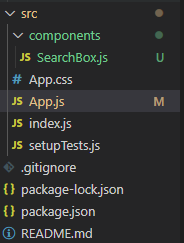 src
components
JS SearchBox.js U
# App.css
JS App.js M
JS index.js
JS setupTests.js
.gitignore
{} package-lock.json
{} package.json
README.md